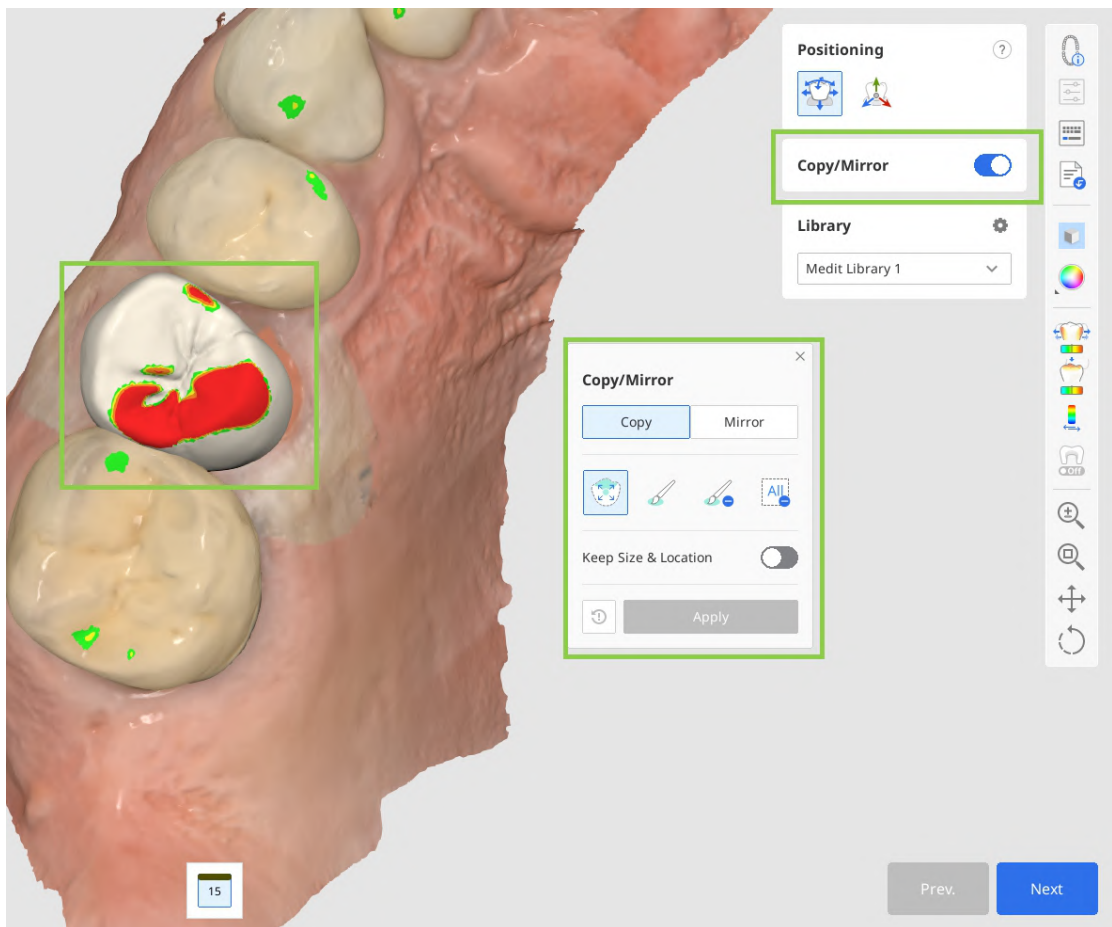 Positioning
?
Copy/Mirror
Library
Medit Library 1
Copy/Mirror
Copy Mirror
All
Keep Size & Location
Apply
Off
15
Prev. Next